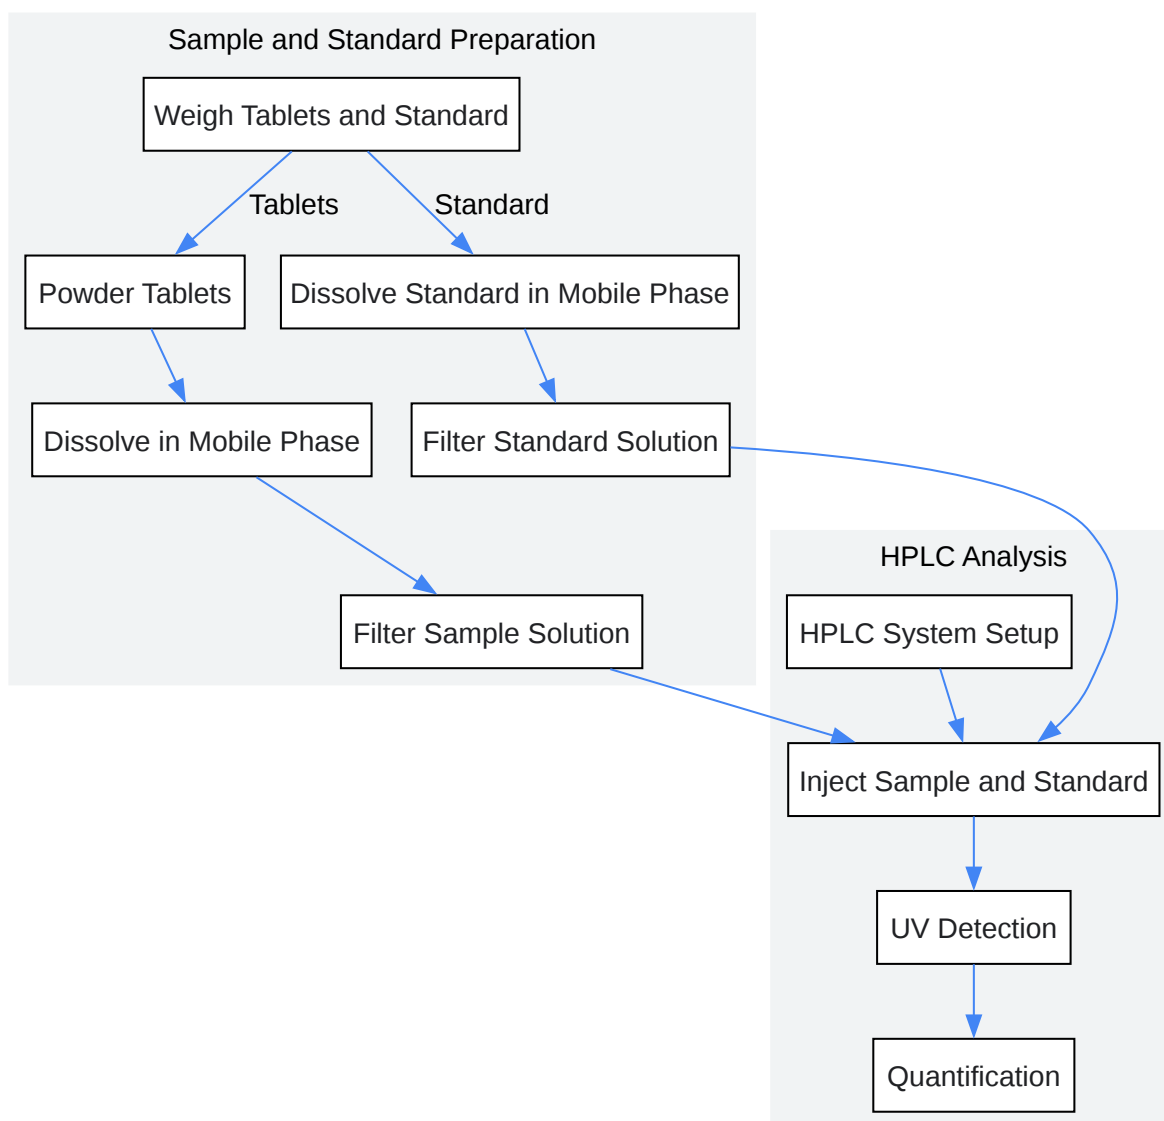 Sample and Standard Preparation
Weigh Tablets and Standard
Tablets
Standard
Powder Tablets
Dissolve Standard in Mobile Phase
Dissolve in Mobile Phase
Filter Standard Solution
Filter Sample Solution
HPLC Analysis
HPLC System Setup
Inject Sample and Standard
UV Detection
Quantification